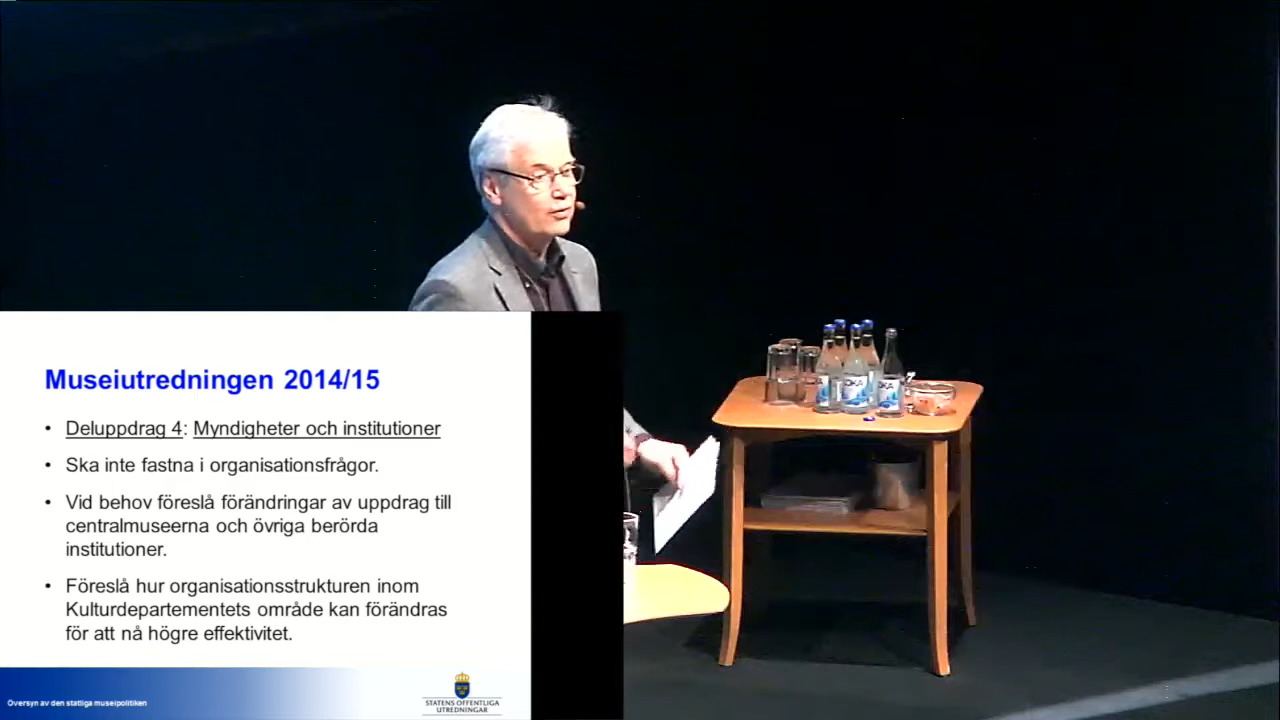 Museiutredningen 2014/15
• Deluppdrag 4: Myndigheter och institutioner
• Ska inte fastna i organisationsfrågor.
• Vid behov föreslå förändringar av uppdrag till
centralmuseerna och övriga berörda
institutioner.
• Föreslå hur organisationsstrukturen inom
Kulturdepartementets område kan förändras
för att nå högre effektivitet.
Översyn av den statliga museipolitiken
STATENS OFFENTLIGA
UTREDNINGAR